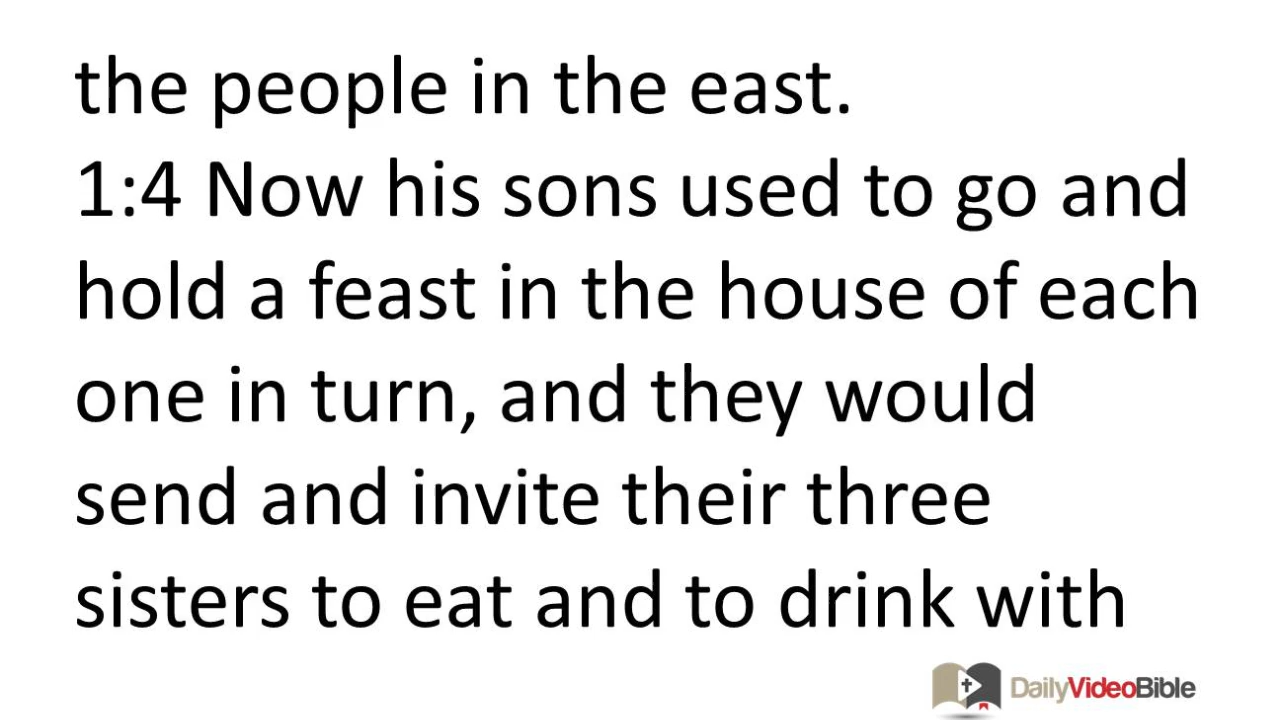 the people in the east.
1:4 Now his sons used to go and
hold a feast in the house of each
one in turn, and they would
send and invite their three
sisters to eat and to drink with
DailyVideoBible